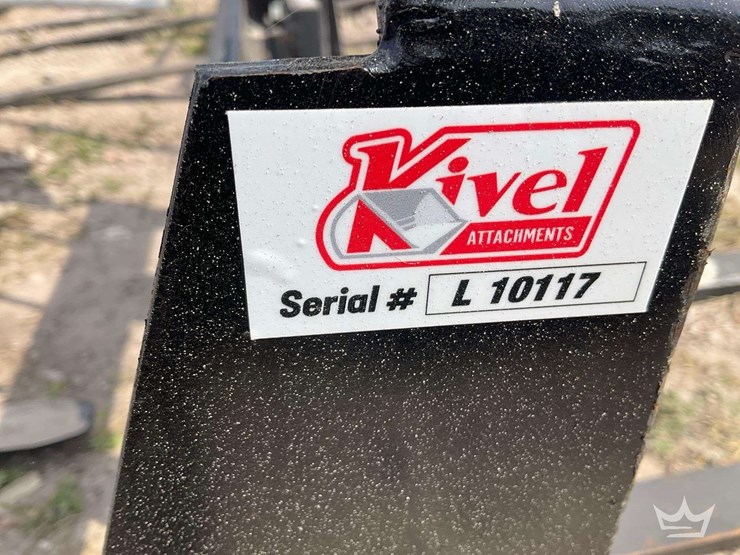 Kivel
ATTACHMENTS
Serial # L 10117